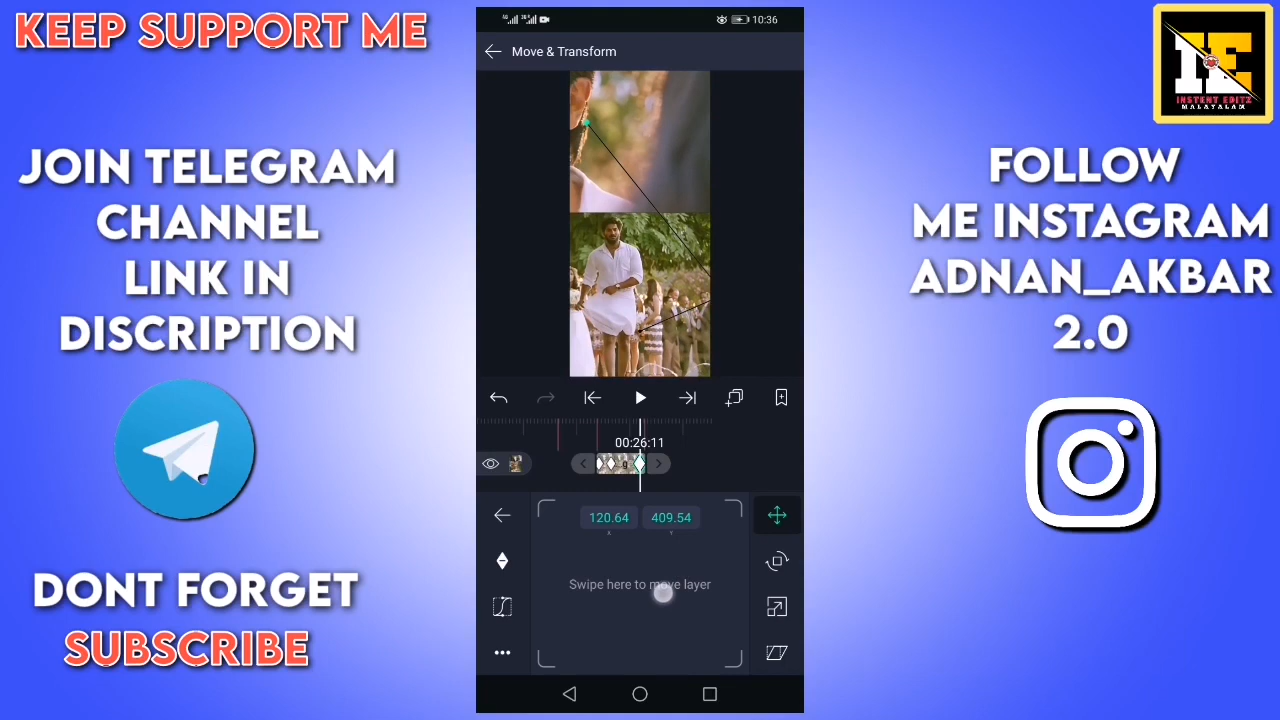 KEEP SUPPORT ME
JOIN TELEGRAM
CHANNEL
LINK IN
DISCRIPTION
DONT FORGET
SUBSCRIBE
10:36
Move & Transform
00:26:11
120.64
409.54
X
Y
Swipe here to move layer
IE
INSTENT EDITZ
MALAYALAM
FOLLOW
ME INSTAGRAM
ADNAN_AKBAR
2.0